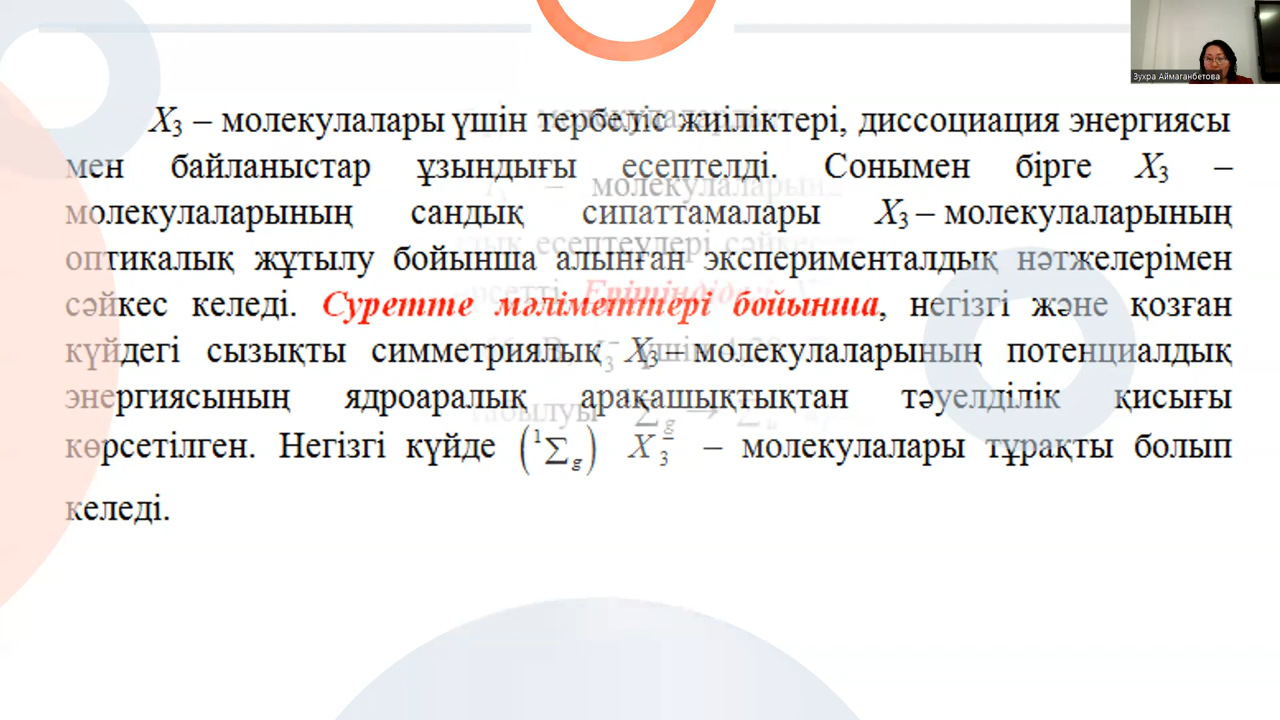 Зухра Аймаганбетова
X₃ – молекулалары үшін тербеліс жиіліктері, диссоциация энергиясы
мен байланыстар ұзындығы есептелді. Сонымен бірге X₃ –
молекулаларының сандық сипаттамалары X₃ – молекулаларының
оптикалық жұтылу бойынша алынған эксперименталдық нәтжелерімен
сәйкес келеді. Суретте мәліметтері бойынша, негізгі және қозған
күйдегі сызықты симметриялық X₃ – молекулаларының потенциалдық
энергиясының ядроаралық арақашықтықтан тәуелділік қисығы
көрсетілген. Негізгі күйде (¹Σg) X₃⁻ – молекулалары тұрақты болып
келеді.